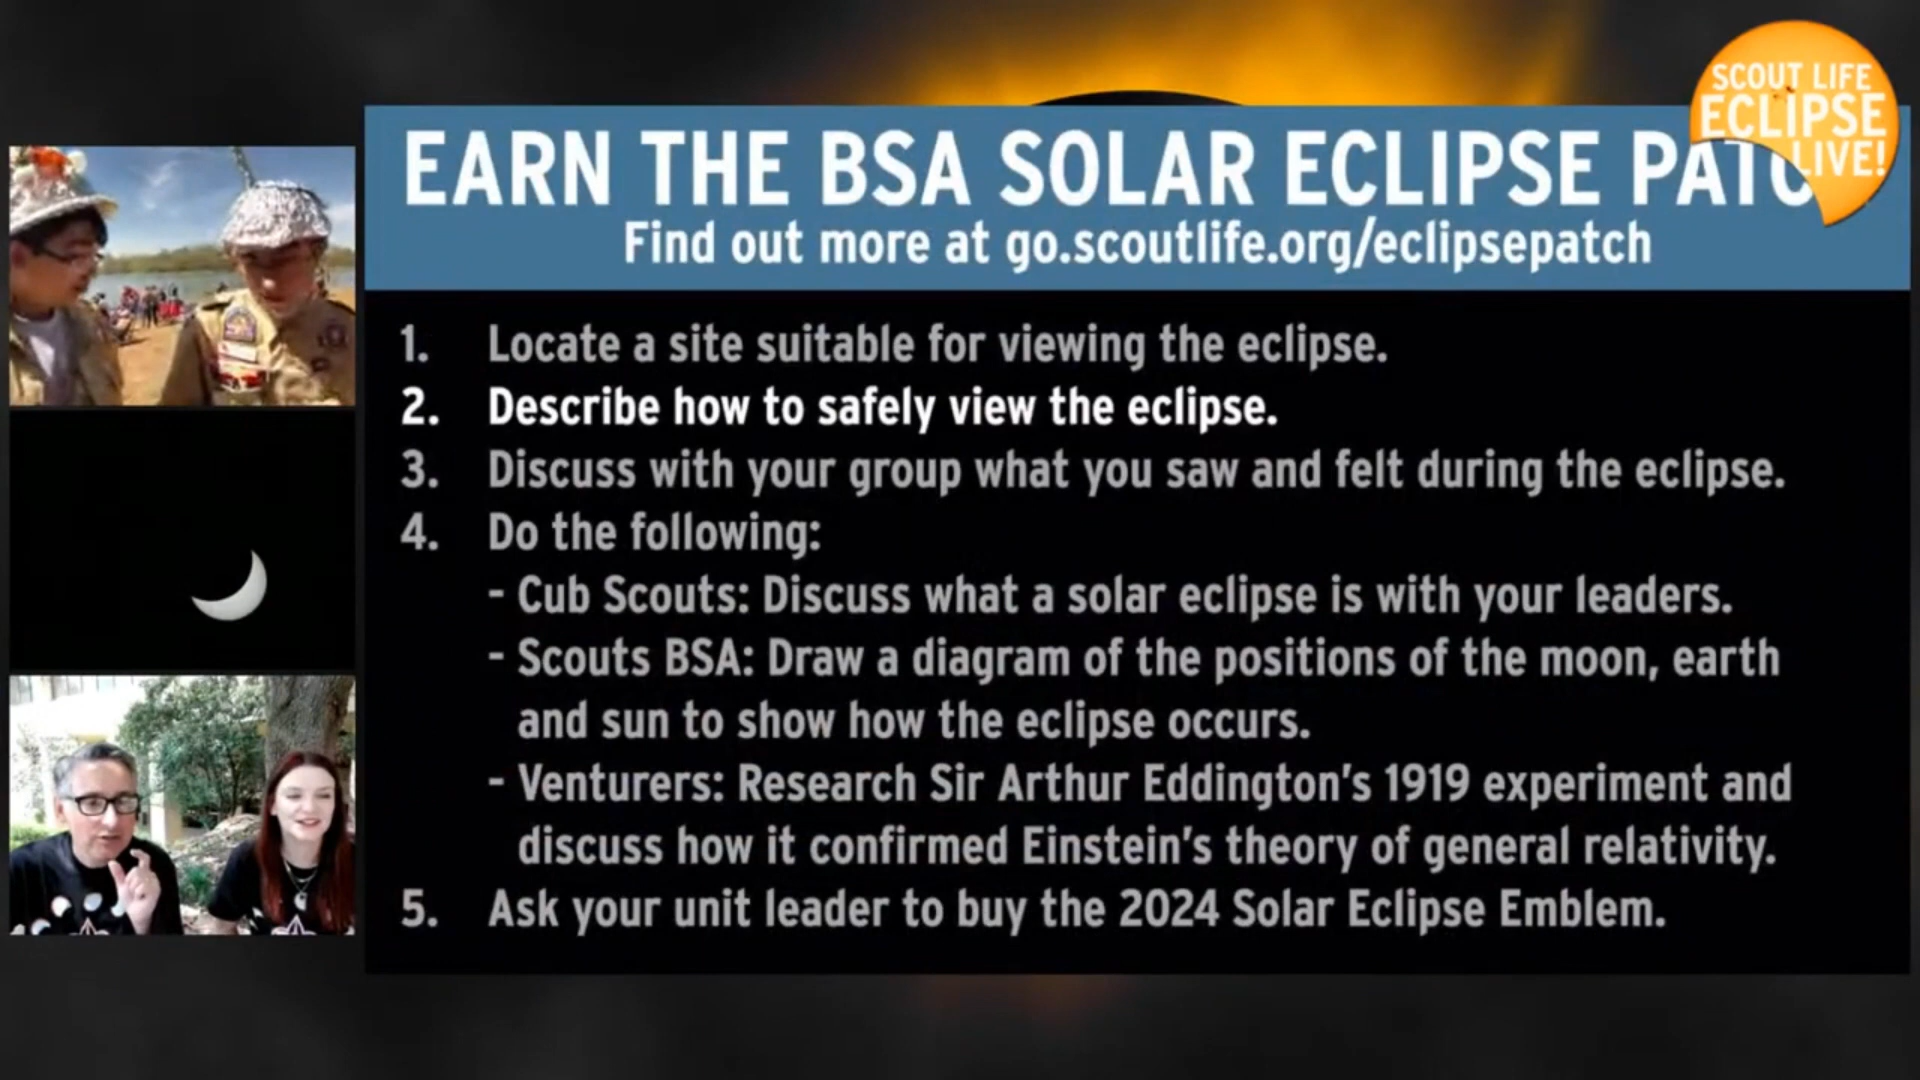 SCOUT LIFE
ECLIPSE
LIVE!
EARN THE BSA SOLAR ECLIPSE PATC
Find out more at go.scoutlife.org/eclipsepatch
1. Locate a site suitable for viewing the eclipse.
2. Describe how to safely view the eclipse.
3. Discuss with your group what you saw and felt during the eclipse.
4. Do the following:
- Cub Scouts: Discuss what a solar eclipse is with your leaders.
- Scouts BSA: Draw a diagram of the positions of the moon, earth
and sun to show how the eclipse occurs.
- Venturers: Research Sir Arthur Eddington's 1919 experiment and
discuss how it confirmed Einstein's theory of general relativity.
5. Ask your unit leader to buy the 2024 Solar Eclipse Emblem.